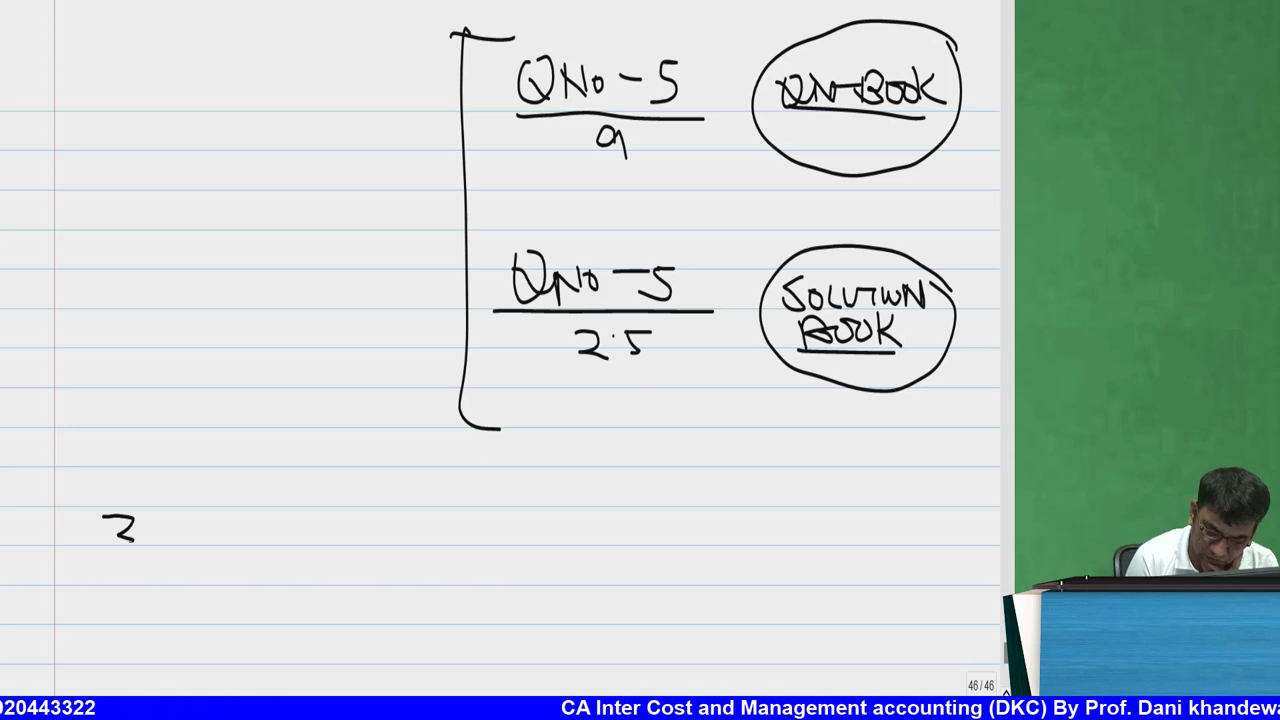 QNo - 5
9
QN-BOOK
QNo - 5
2.5
SOLUTION
BOOK
2
46/46
020443322
CA Inter Cost and Management accounting (DKC) By Prof. Dani khandewa